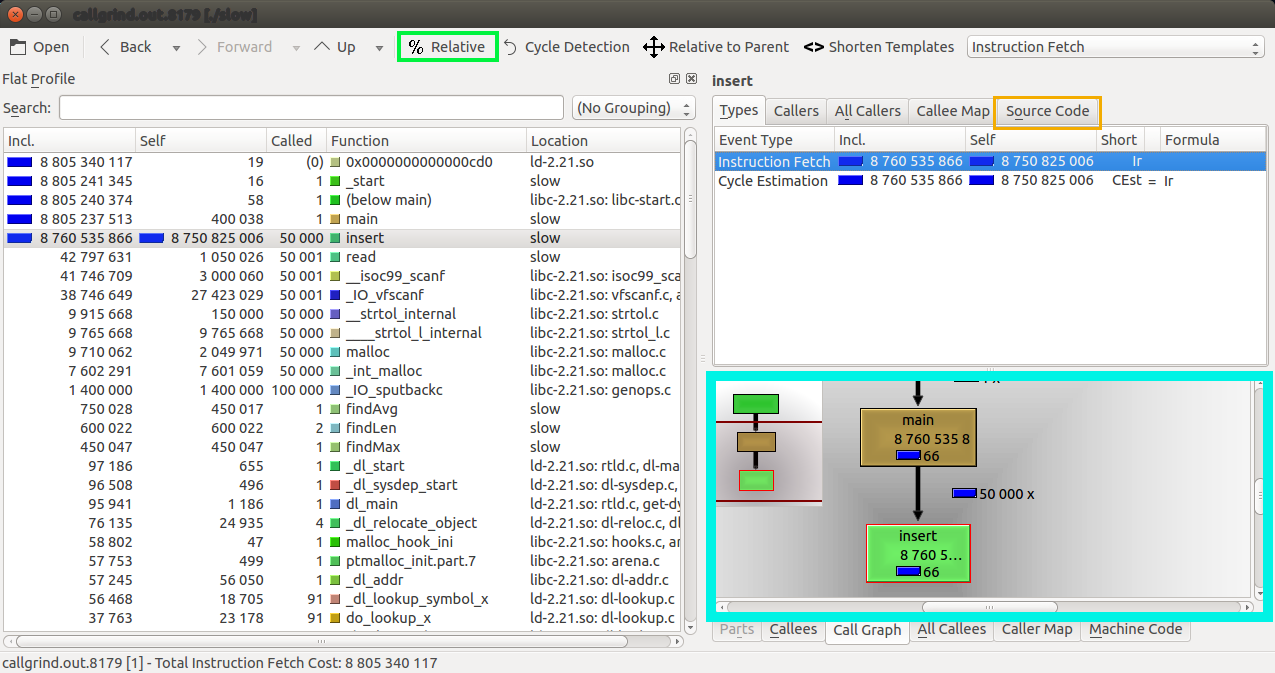 callgrind.out.8179 [./slow]
Open Back Forward Up % Relative Cycle Detection Relative to Parent <> Shorten Templates Instruction Fetch
Flat Profile
Search: (No Grouping)
Incl. Self Called Function Location
8 805 340 117 19 (0) 0x0000000000000cd0 ld-2.21.so
8 805 241 345 16 1 _start slow
8 805 240 374 58 1 (below main) libc-2.21.so: libc-start.c
8 805 237 513 400 038 1 main slow
8 760 535 866 8 750 825 006 50 000 insert slow
42 797 631 1 050 026 50 001 read slow
41 746 709 3 000 060 50 001 __isoc99_scanf libc-2.21.so: isoc99_sca
38 746 649 27 423 029 50 001 _IO_vfscanf libc-2.21.so: vfscanf.c, a
9 915 668 150 000 50 000 __strtol_internal libc-2.21.so: strtol.c
9 765 668 9 765 668 50 000 ____strtol_l_internal libc-2.21.so: strtol_l.c
9 710 062 2 049 971 50 000 malloc libc-2.21.so: malloc.c
7 602 291 7 601 059 50 000 _int_malloc libc-2.21.so: malloc.c
1 400 000 1 400 000 100 000 _IO_sputbackc libc-2.21.so: genops.c
750 028 450 017 1 findAvg slow
600 022 600 022 2 findLen slow
450 047 450 047 1 findMax slow
97 186 655 1 _dl_start ld-2.21.so: rtld.c, dl-ma
96 508 496 1 _dl_sysdep_start ld-2.21.so: dl-sysdep.c,
95 941 1 186 1 dl_main ld-2.21.so: rtld.c, get-dy
76 135 24 935 4 _dl_relocate_object ld-2.21.so: dl-reloc.c, dl
58 802 47 1 malloc_hook_ini libc-2.21.so: hooks.c, ar
57 753 499 1 ptmalloc_init.part.7 libc-2.21.so: arena.c
57 245 56 050 1 _dl_addr libc-2.21.so: dl-addr.c
56 468 18 705 91 _dl_lookup_symbol_x ld-2.21.so: dl-lookup.c
37 763 23 178 91 do_lookup_x ld-2.21.so: dl-lookup.c
insert
Types Callers All Callers Callee Map Source Code
Event Type Incl. Self Short Formula
Instruction Fetch 8 760 535 866 8 750 825 006 Ir
Cycle Estimation 8 760 535 866 8 750 825 006 CEst = Ir
main
8 760 535 8
66
50 000 x
insert
8 760 5...
66
Parts Callees Call Graph All Callees Caller Map Machine Code
callgrind.out.8179 [1] - Total Instruction Fetch Cost: 8 805 340 117